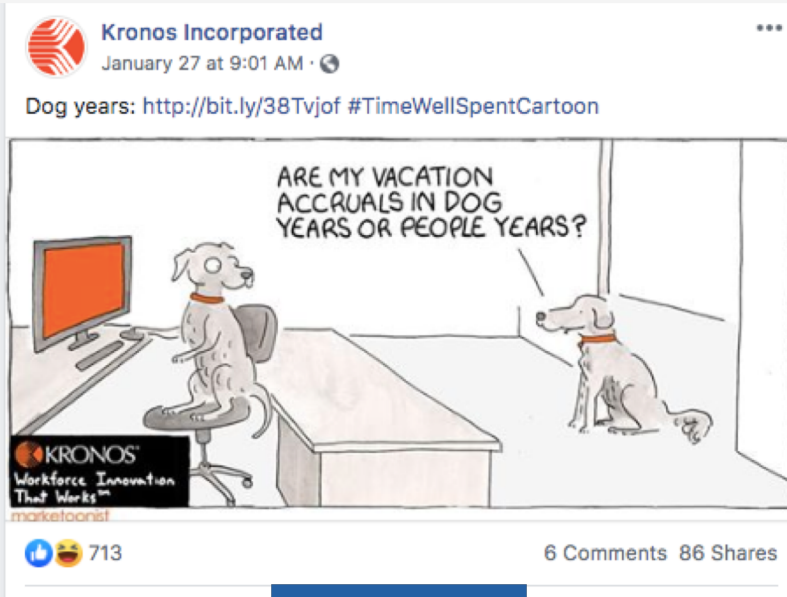 Kronos Incorporated
January 27 at 9:01 AM ·
Dog years: http://bit.ly/38Tvjof #TimeWellSpentCartoon
ARE MY VACATION
ACCRUALS IN DOG
YEARS OR PEOPLE YEARS?
KRONOS
Workforce Innovation
That Works℠
marketoonist
713
6 Comments 86 Shares